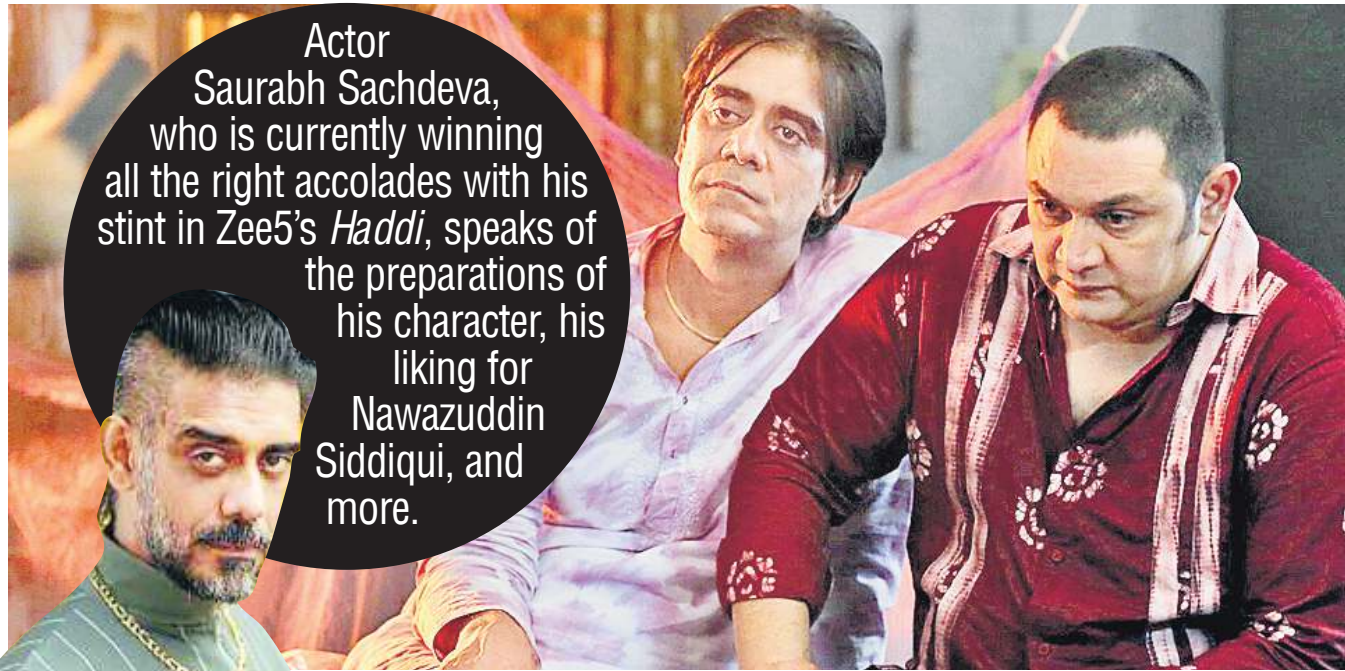 Actor
Saurabh Sachdeva,
who is currently winning
all the right accolades with his
stint in Zee5’s Haddi, speaks of
the preparations of
his character, his
liking for
Nawazuddin
Siddiqui, and
more.